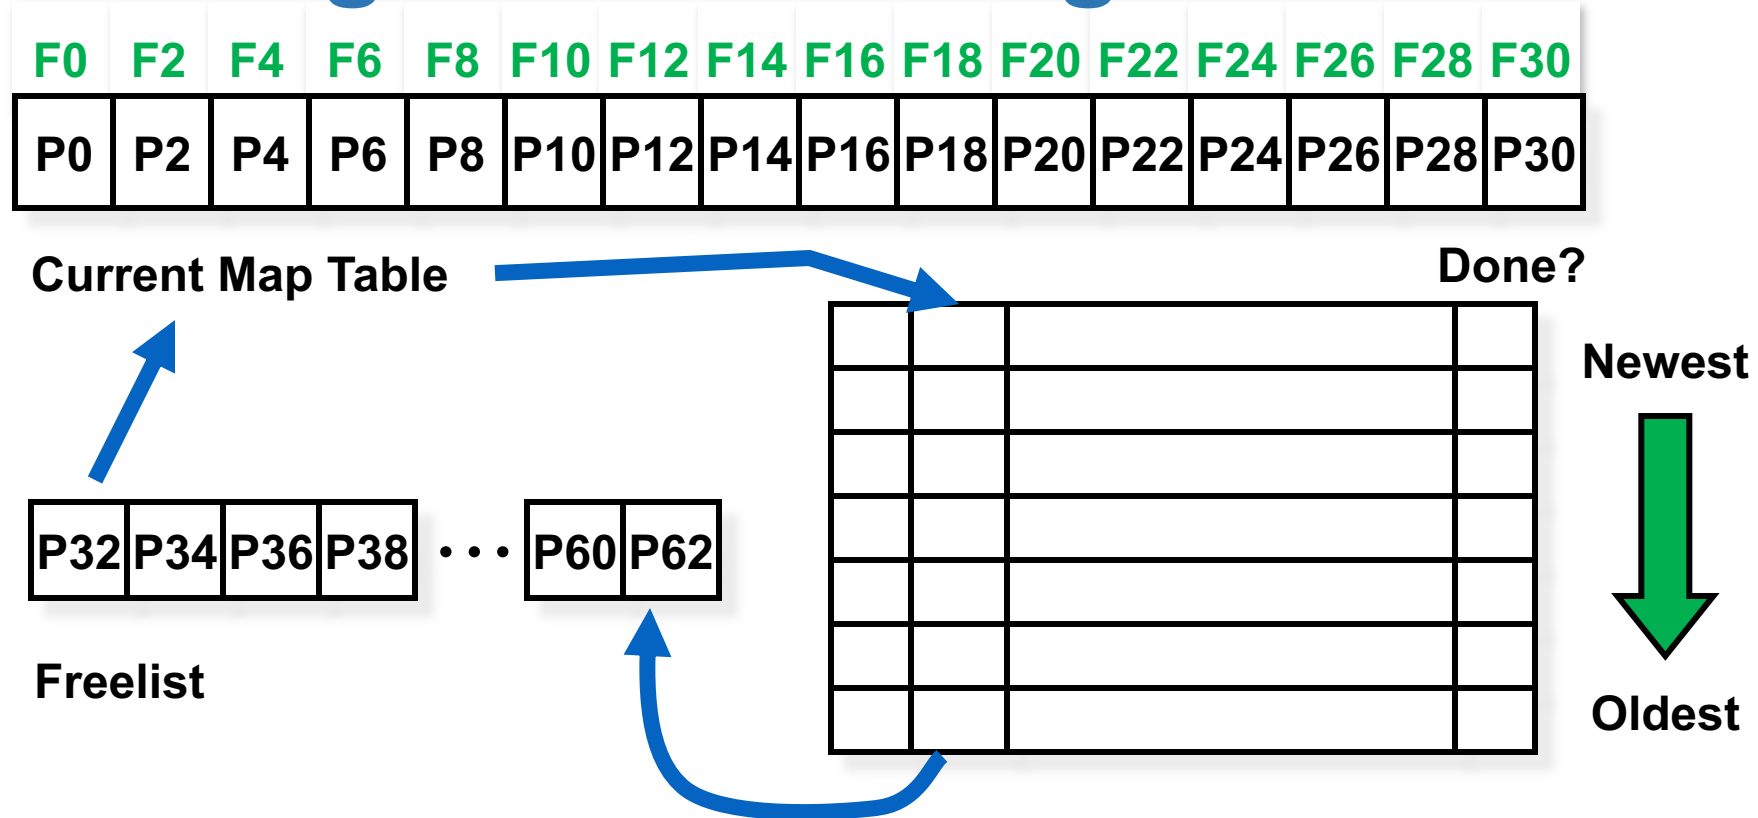 F0 F2 F4 F6 F8 F10 F12 F14 F16 F18 F20 F22 F24 F26 F28 F30
P0 P2 P4 P6 P8 P10 P12 P14 P16 P18 P20 P22 P24 P26 P28 P30
Current Map Table
Done?
Newest
P32 P34 P36 P38 ... P60 P62
Freelist
Oldest